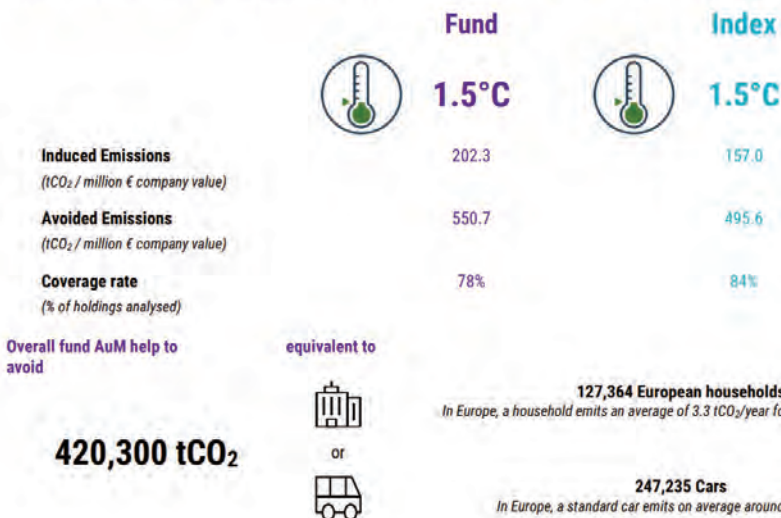 Fund Index
1.5°C 1.5°C
Induced Emissions 202.3 157.0
(tCO₂ / million € company value)
Avoided Emissions 550.7 495.6
(tCO₂ / million € company value)
Coverage rate 78% 84%
(% of holdings analysed)
Overall fund AuM help to
avoid
equivalent to
127,364 European households
In Europe, a household emits an average of 3.3 tCO₂/year
420,300 tCO₂
or
247,235 Cars
In Europe, a standard car emits on average around